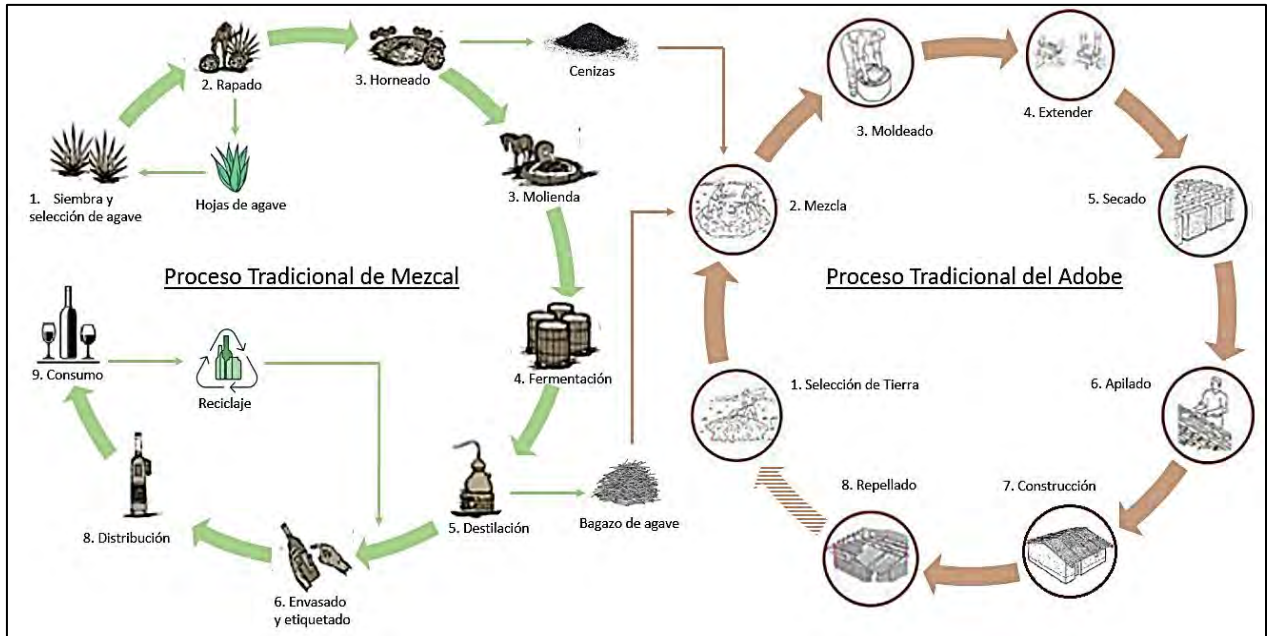 2. Rapado
3. Horneado
Cenizas
1. Siembra y
selección de agave
Hojas de agave
3. Molienda
Proceso Tradicional de Mezcal
9. Consumo
Reciclaje
4. Fermentación
8. Distribución
5. Destilación
Bagazo de agave
6. Envasado
y etiquetado
3. Moldeado
4. Extender
2. Mezcla
5. Secado
Proceso Tradicional del Adobe
1. Selección de Tierra
6. Apilado
8. Repellado
7. Construcción